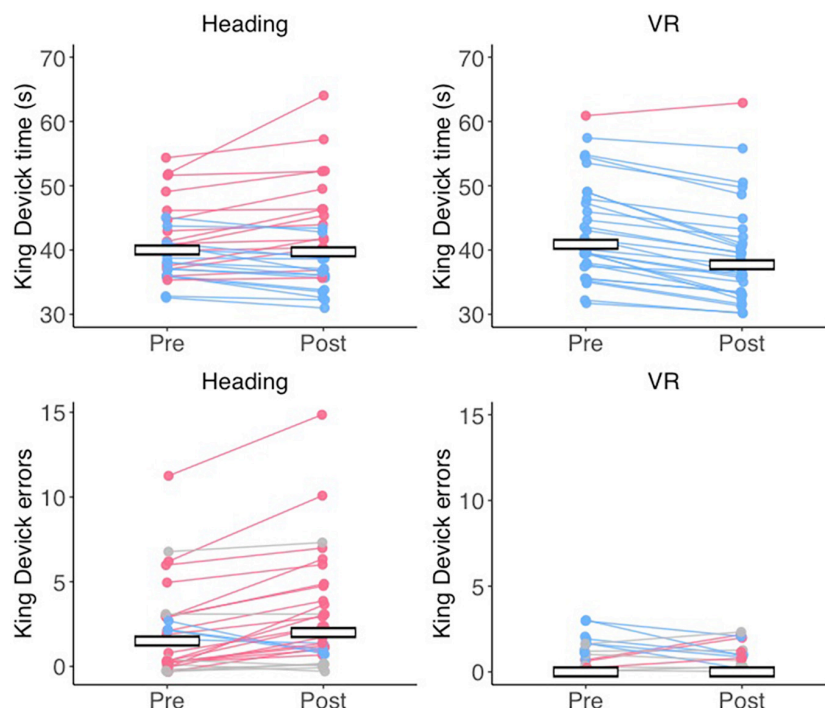 Heading
VR
King Devick time (s)
70
60
50
40
30
Pre
Post
King Devick time (s)
70
60
50
40
30
Pre
Post
Heading
VR
King Devick errors
15
10
5
0
Pre
Post
King Devick errors
15
10
5
0
Pre
Post